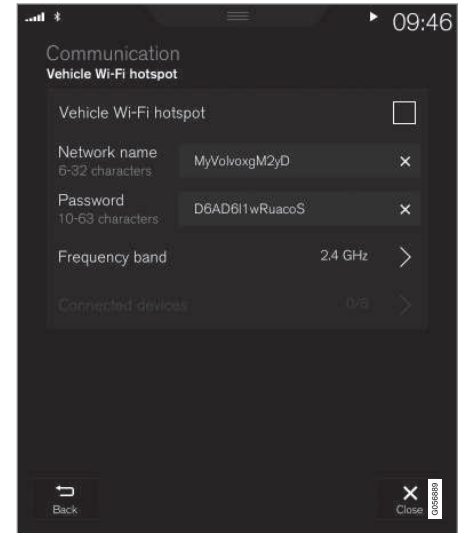 09:46
Communication
Vehicle Wi-Fi hotspot
Vehicle Wi-Fi hotspot
Network name
6-32 characters
MyVolvoxgM2yD
Password
10-63 characters
D6AD6I1wRuacoS
Frequency band
2.4 GHz
Connected devices
0/8
Back
Close
G056889